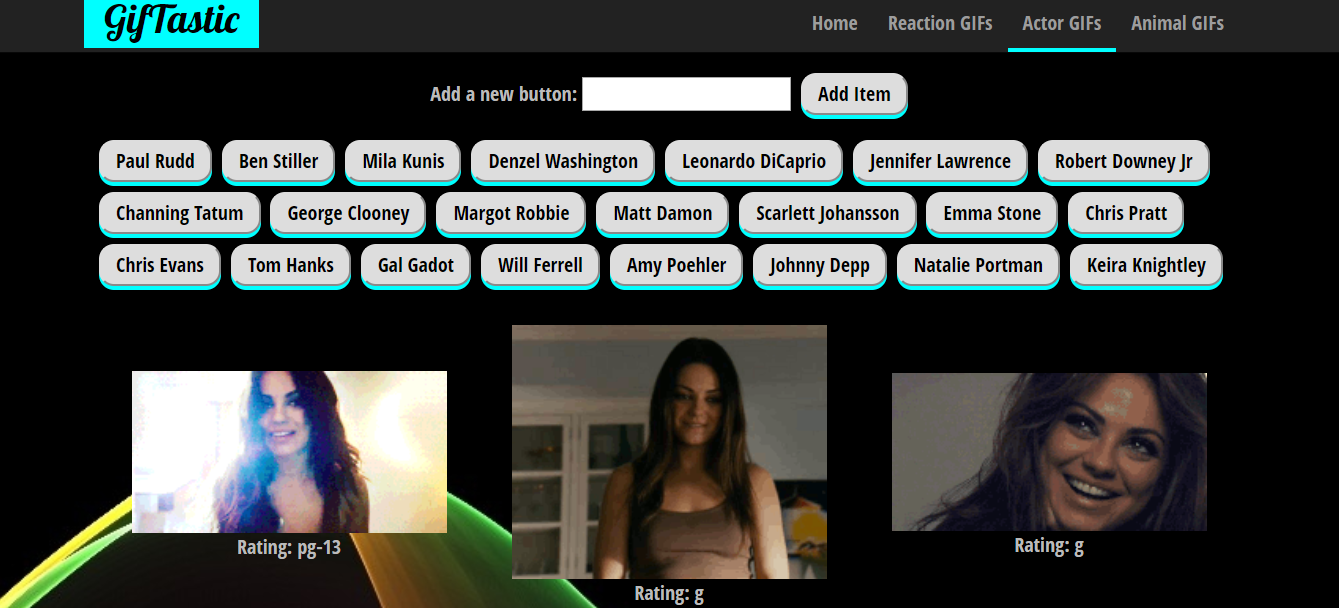 GifTastic
Home Reaction GIFs Actor GIFs Animal GIFs
Add a new button: Add Item
Paul Rudd Ben Stiller Mila Kunis Denzel Washington Leonardo DiCaprio Jennifer Lawrence Robert Downey Jr
Channing Tatum George Clooney Margot Robbie Matt Damon Scarlett Johansson Emma Stone Chris Pratt
Chris Evans Tom Hanks Gal Gadot Will Ferrell Amy Poehler Johnny Depp Natalie Portman Keira Knightley
Rating: pg-13
Rating: g
Rating: g